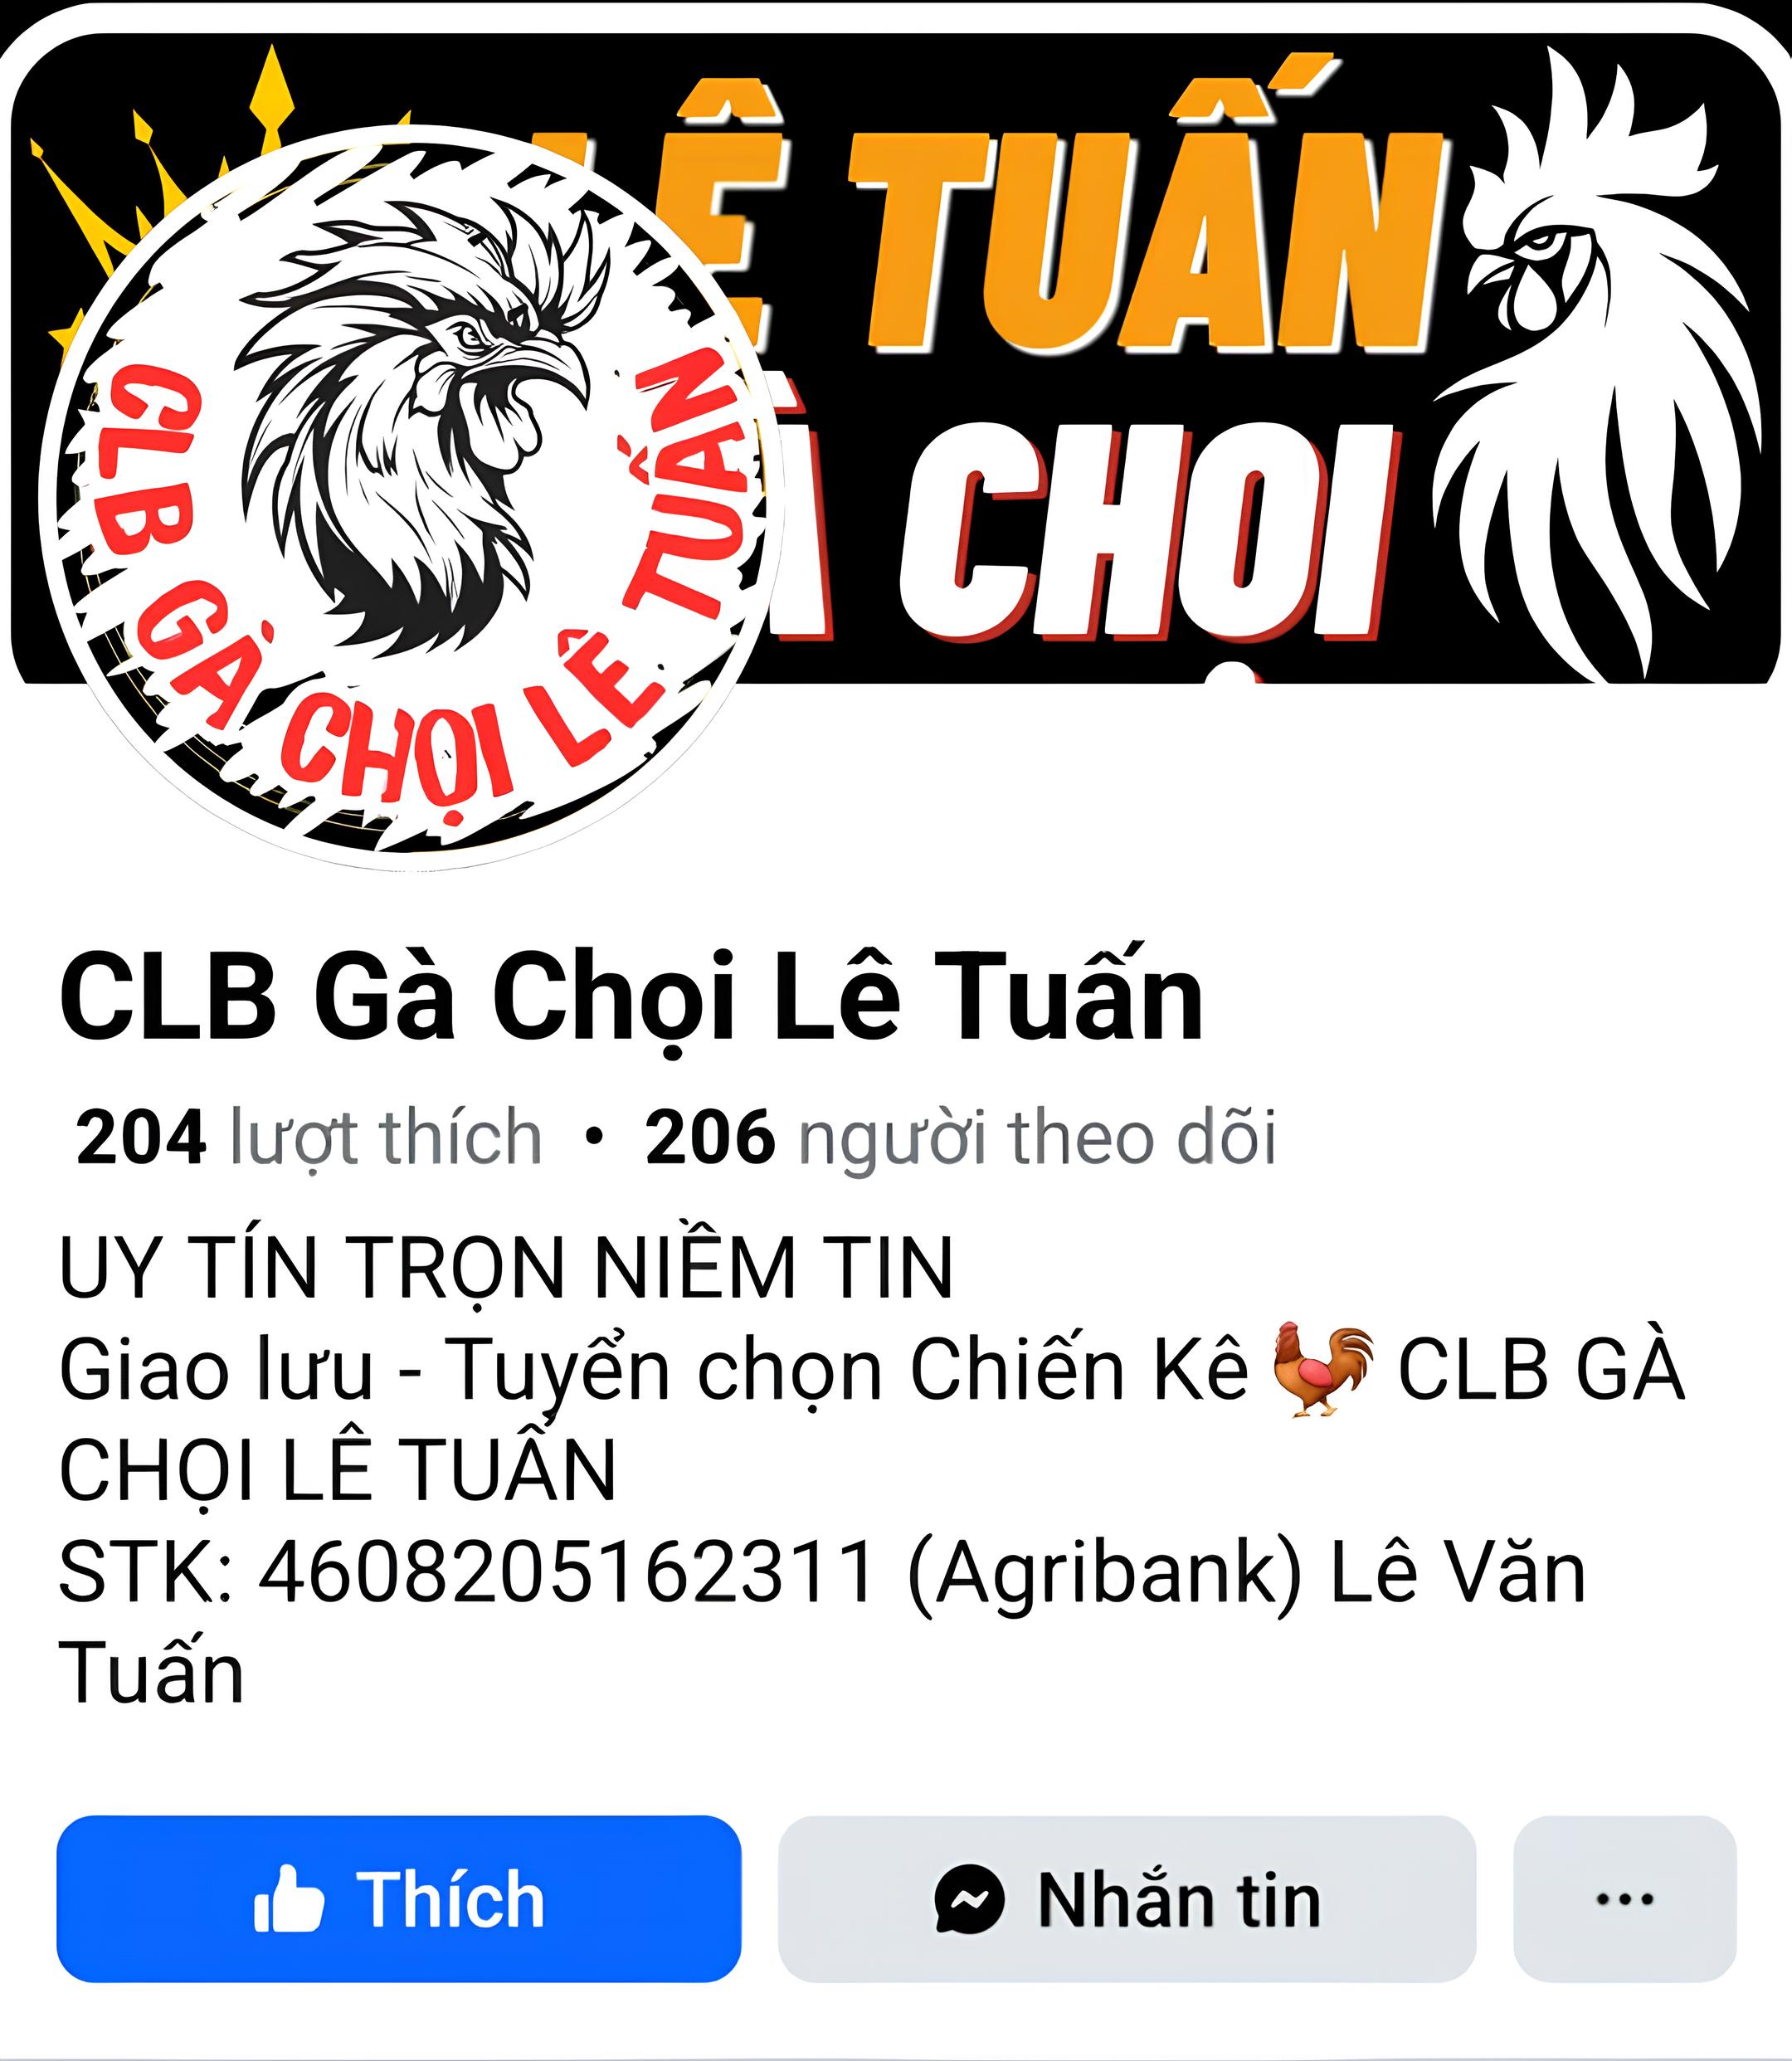 LÊ TUẤN
CHỌI
CLB GÀ CHỌI LÊ TUẤN
CLB Gà Chọi Lê Tuấn
204 lượt thích • 206 người theo dõi
UY TÍN TRỌN NIỀM TIN
Giao lưu - Tuyển chọn Chiến Kê 🐓 CLB GÀ
CHỌI LÊ TUẤN
STK: 4608205162311 (Agribank) Lê Văn
Tuấn
Thích
Nhắn tin